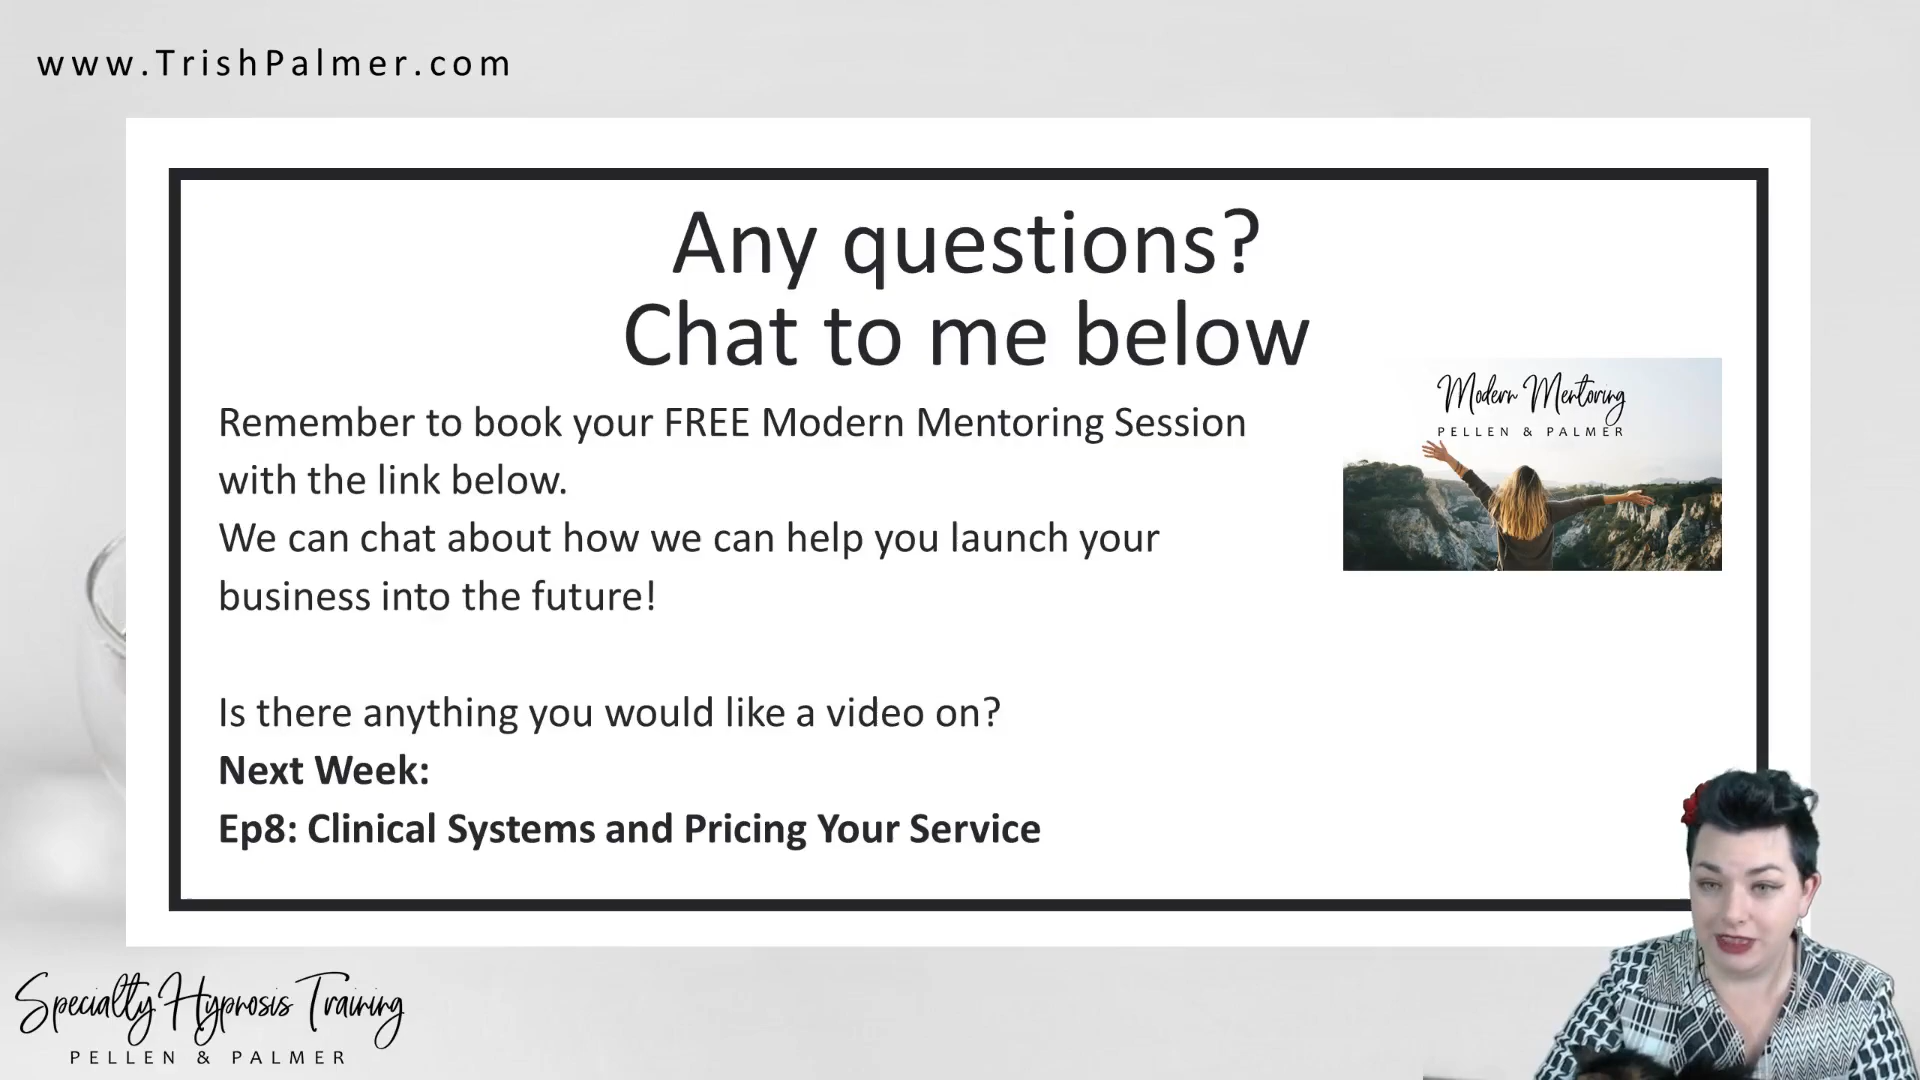 www.TrishPalmer.com
Any questions?
Chat to me below
Remember to book your FREE Modern Mentoring Session
with the link below.
We can chat about how we can help you launch your
business into the future!
Modern Mentoring
PELLEN & PALMER
Is there anything you would like a video on?
Next Week:
Ep8: Clinical Systems and Pricing Your Service
Specialty Hypnosis Training
PELLEN & PALMER